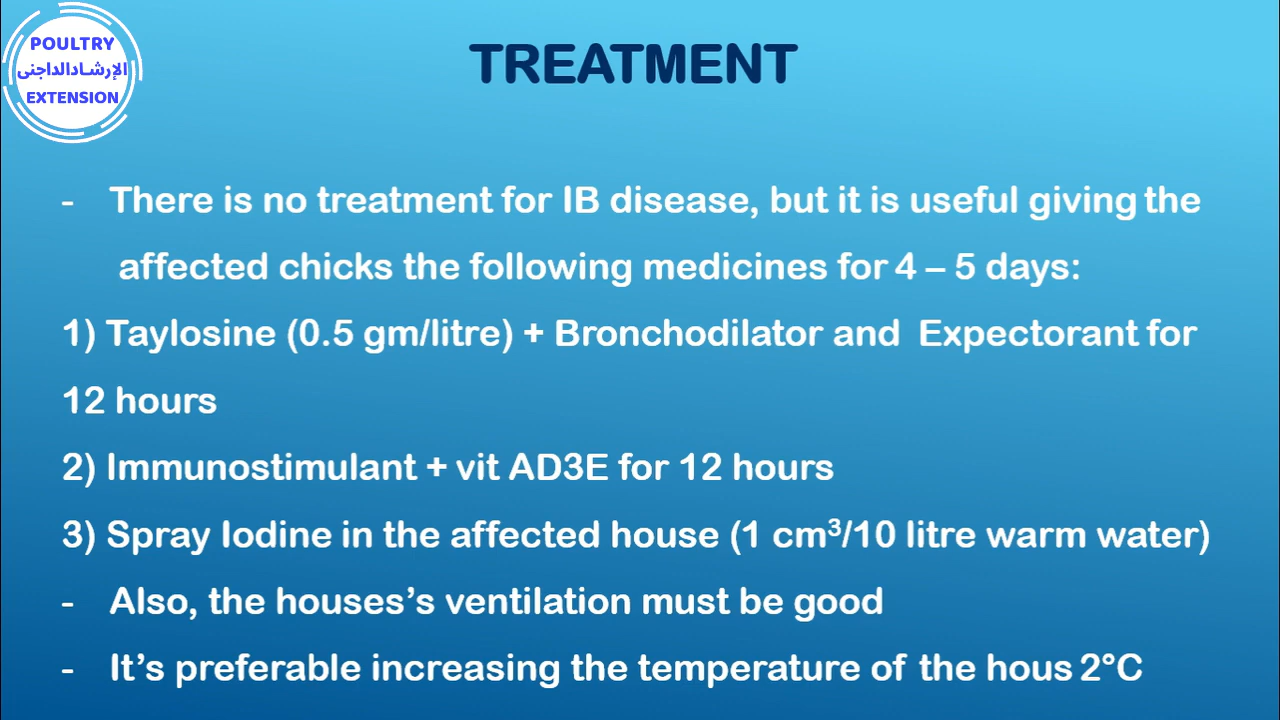 POULTRY
الإرشادالداجنى
EXTENSION
TREATMENT
- There is no treatment for IB disease, but it is useful giving the
affected chicks the following medicines for 4 – 5 days:
1) Taylosine (0.5 gm/litre) + Bronchodilator and Expectorant for
12 hours
2) Immunostimulant + vit AD3E for 12 hours
3) Spray Iodine in the affected house (1 cm³/10 litre warm water)
- Also, the houses’s ventilation must be good
- It’s preferable increasing the temperature of the hous 2°C